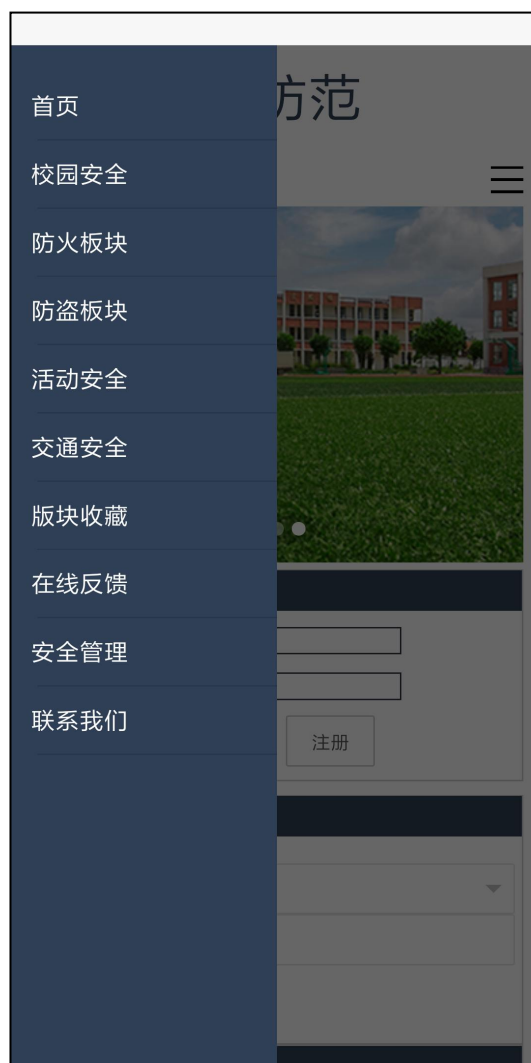 防范
首页
校园安全
防火板块
防盗板块
活动安全
交通安全
版块收藏
在线反馈
安全管理
联系我们
注册